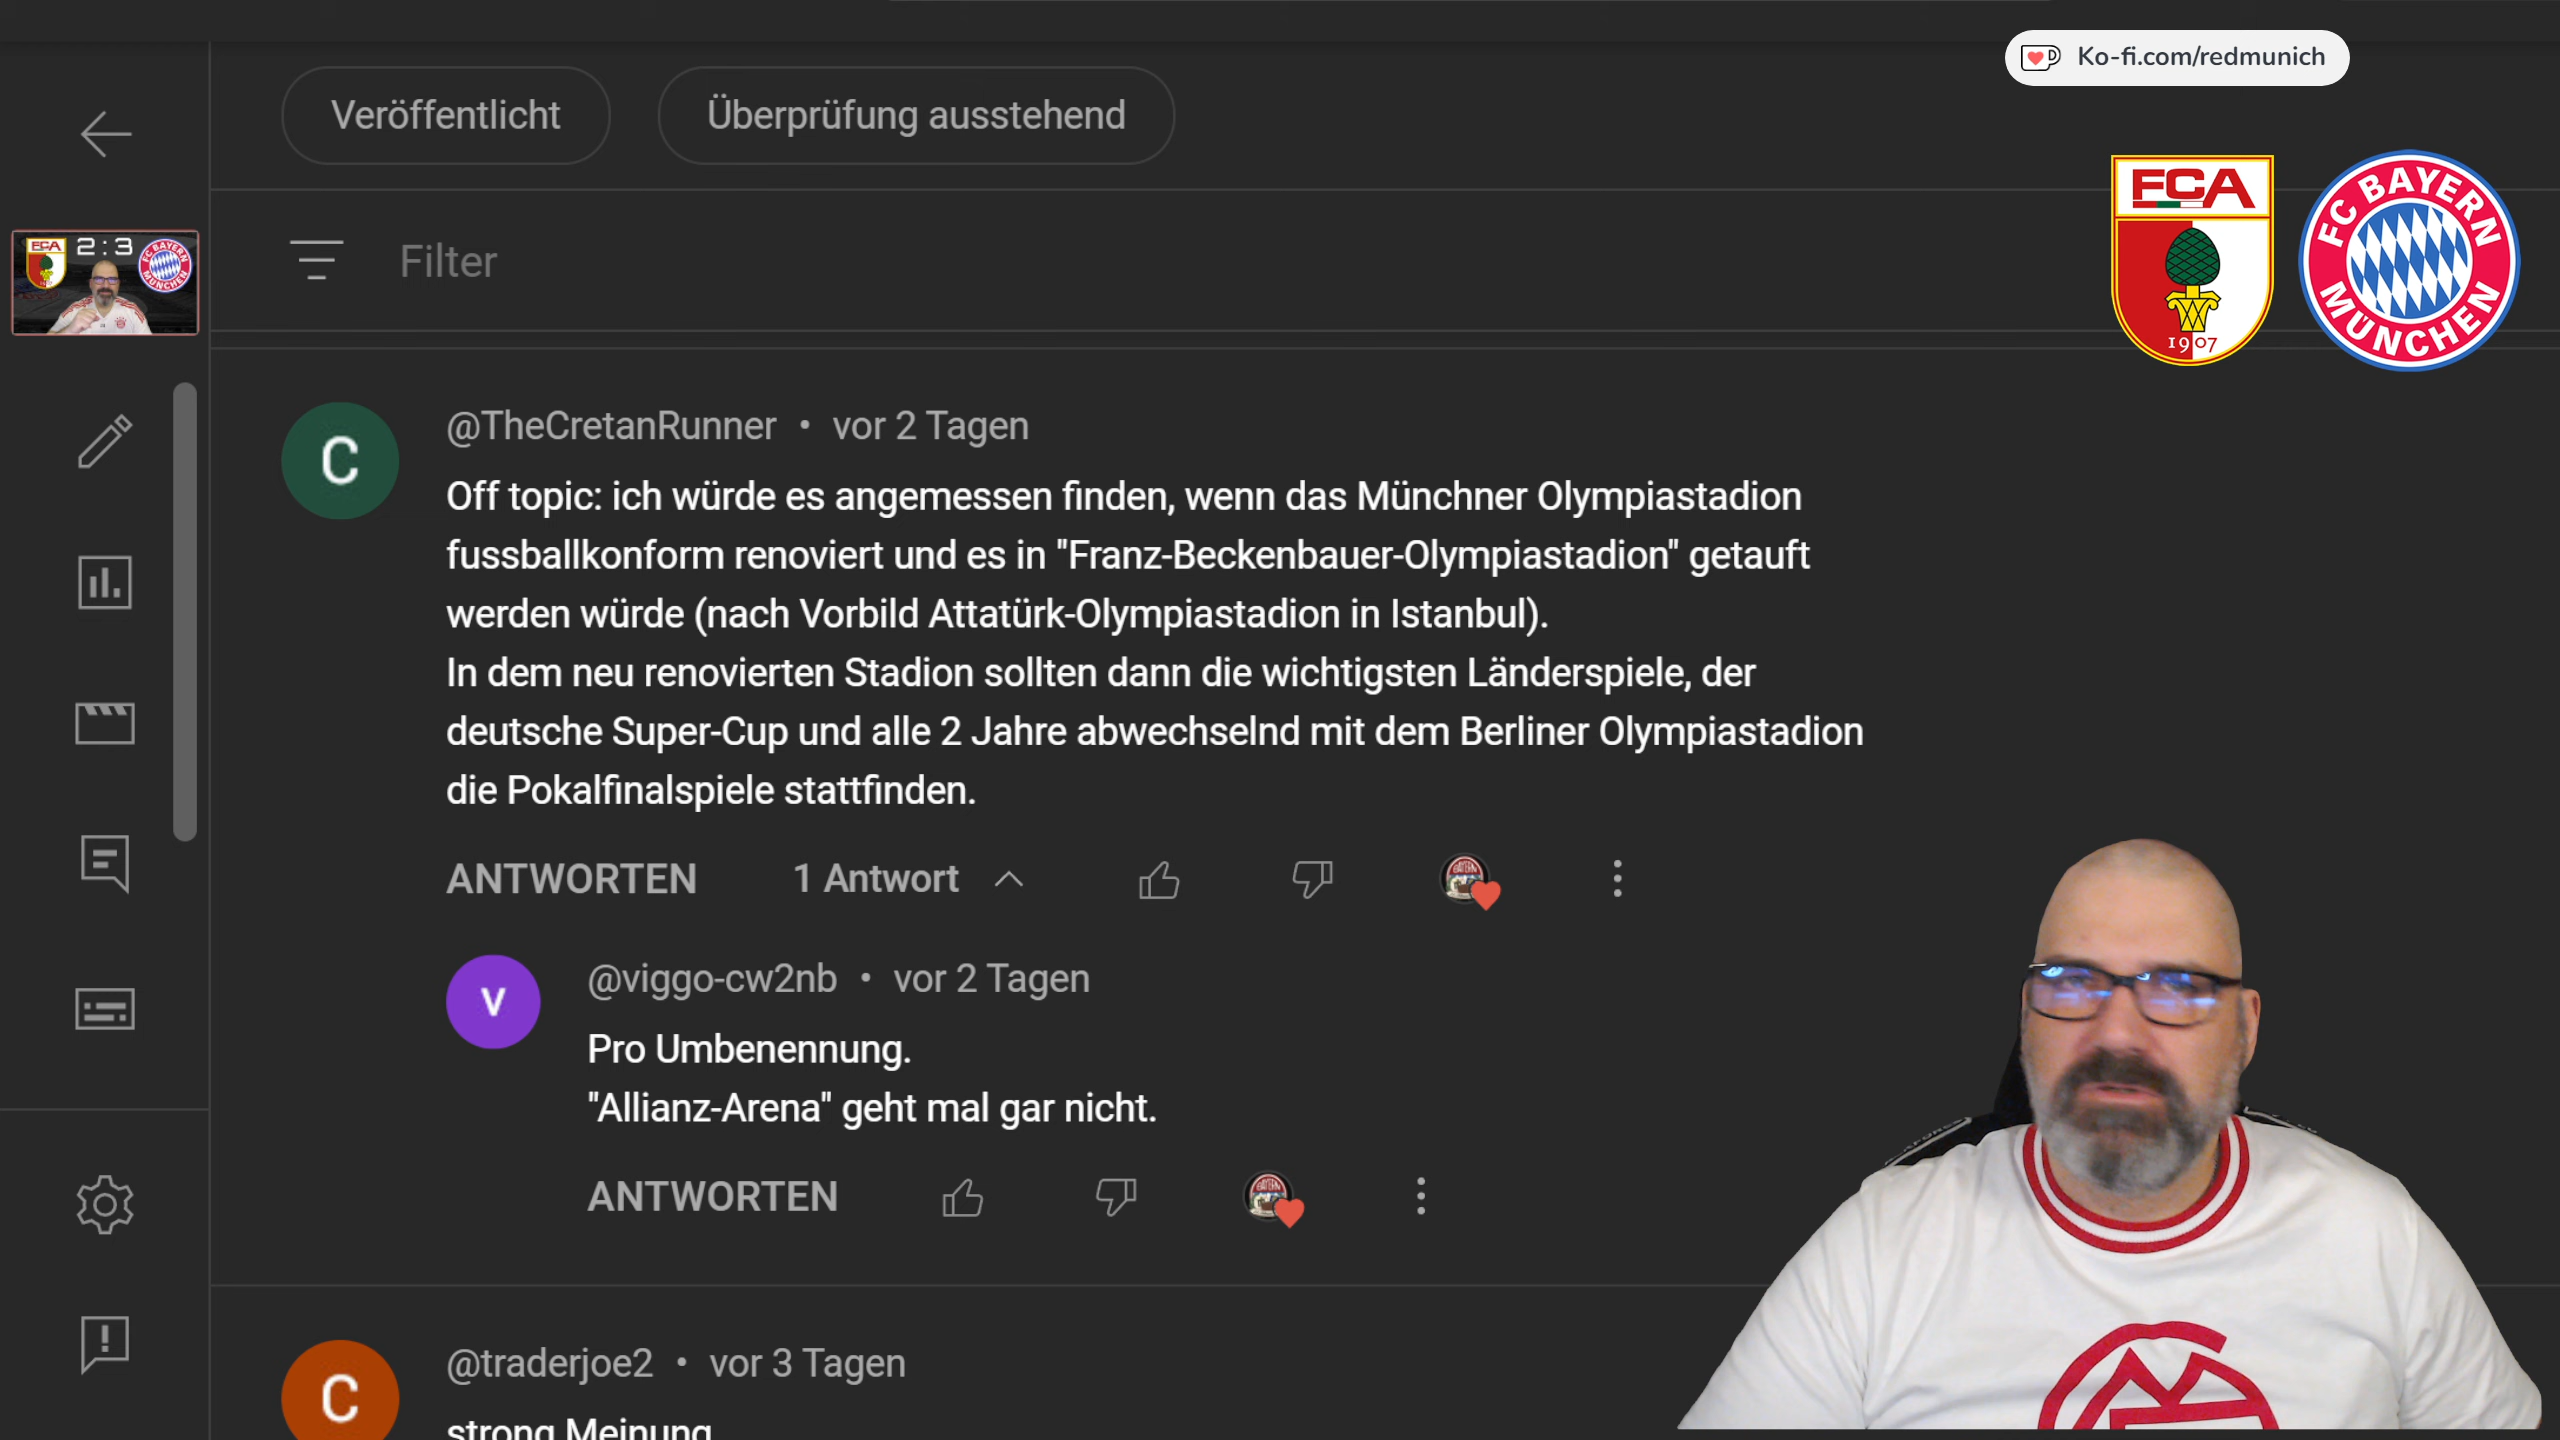 Ko-fi.com/redmunich
Veröffentlicht
Überprüfung ausstehend
FCA
1907
FC BAYERN
MÜNCHEN
FCA
2:3
FC BAYERN
MÜNCHEN
Filter
C
@TheCretanRunner • vor 2 Tagen
Off topic: ich würde es angemessen finden, wenn das Münchner Olympiastadion
fussballkonform renoviert und es in "Franz-Beckenbauer-Olympiastadion" getauft
werden würde (nach Vorbild Attatürk-Olympiastadion in Istanbul).
In dem neu renovierten Stadion sollten dann die wichtigsten Länderspiele, der
deutsche Super-Cup und alle 2 Jahre abwechselnd mit dem Berliner Olympiastadion
die Pokalfinalspiele stattfinden.
ANTWORTEN
1 Antwort
v
@viggo-cw2nb • vor 2 Tagen
Pro Umbenennung.
"Allianz-Arena" geht mal gar nicht.
ANTWORTEN
C
@traderjoe2 • vor 3 Tagen
strong Meinung